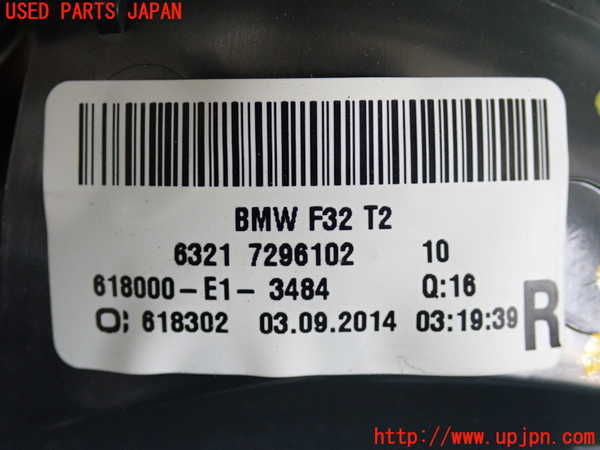 USED PARTS JAPAN
BMW F32 T2
6321 7296102 10
618000-E1- 3484 Q:16
618302 03.09.2014 03:19:39
R
© www.upjpn.com